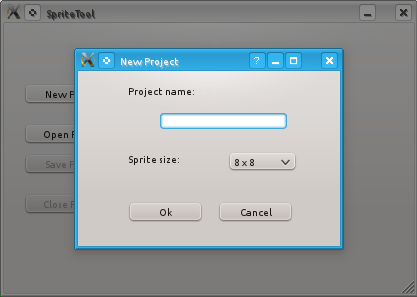 SpriteTool
New Project
Project name:
Sprite size:
8 x 8
Ok
Cancel
New P
Open P
Save P
Close P